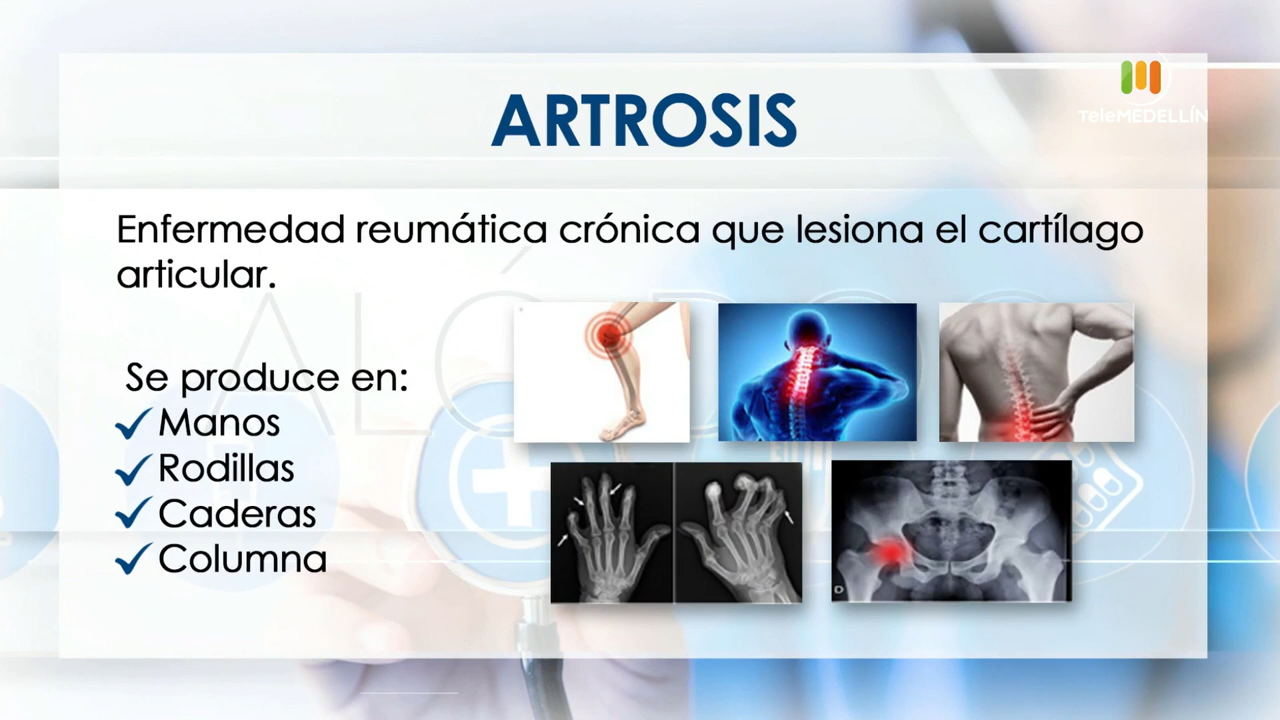 TeleMEDELLÍN
ARTROSIS
Enfermedad reumática crónica que lesiona el cartílago
articular.
Se produce en:
Manos
Rodillas
Caderas
Columna
D